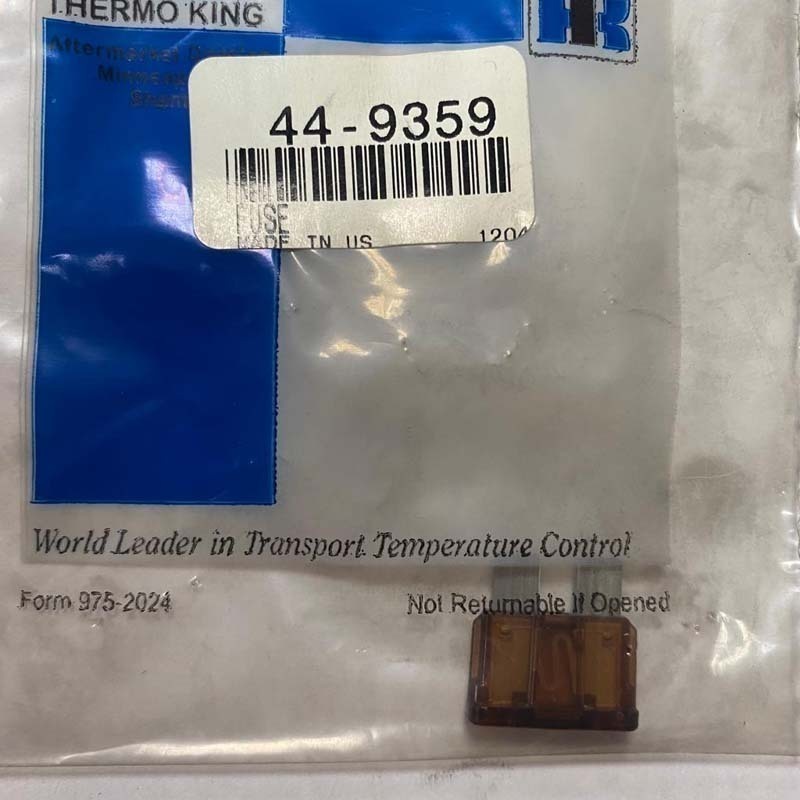 THERMO KING
Aftermarket
44-9359
FUSE
MADE IN US
1204
World Leader in Transport Temperature Control
Form 975-2024
Not Returnable If Opened